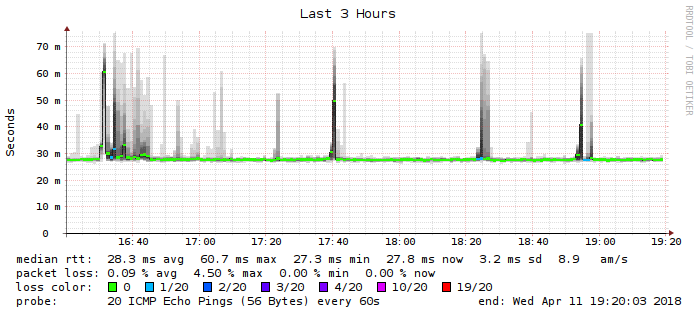 Last 3 Hours
RRDTOOL / TOBI OETIKER
Seconds
70 m
60 m
50 m
40 m
30 m
20 m
10 m
0
16:40 17:00 17:20 17:40 18:00 18:20 18:40 19:00 19:20
median rtt: 28.3 ms avg 60.7 ms max 27.3 ms min 27.8 ms now 3.2 ms sd 8.9 am/s
packet loss: 0.09 % avg 4.50 % max 0.00 % min 0.00 % now
loss color: 0 1/20 2/20 3/20 4/20 10/20 19/20
probe: 20 ICMP Echo Pings (56 Bytes) every 60s end: Wed Apr 11 19:20:03 2018